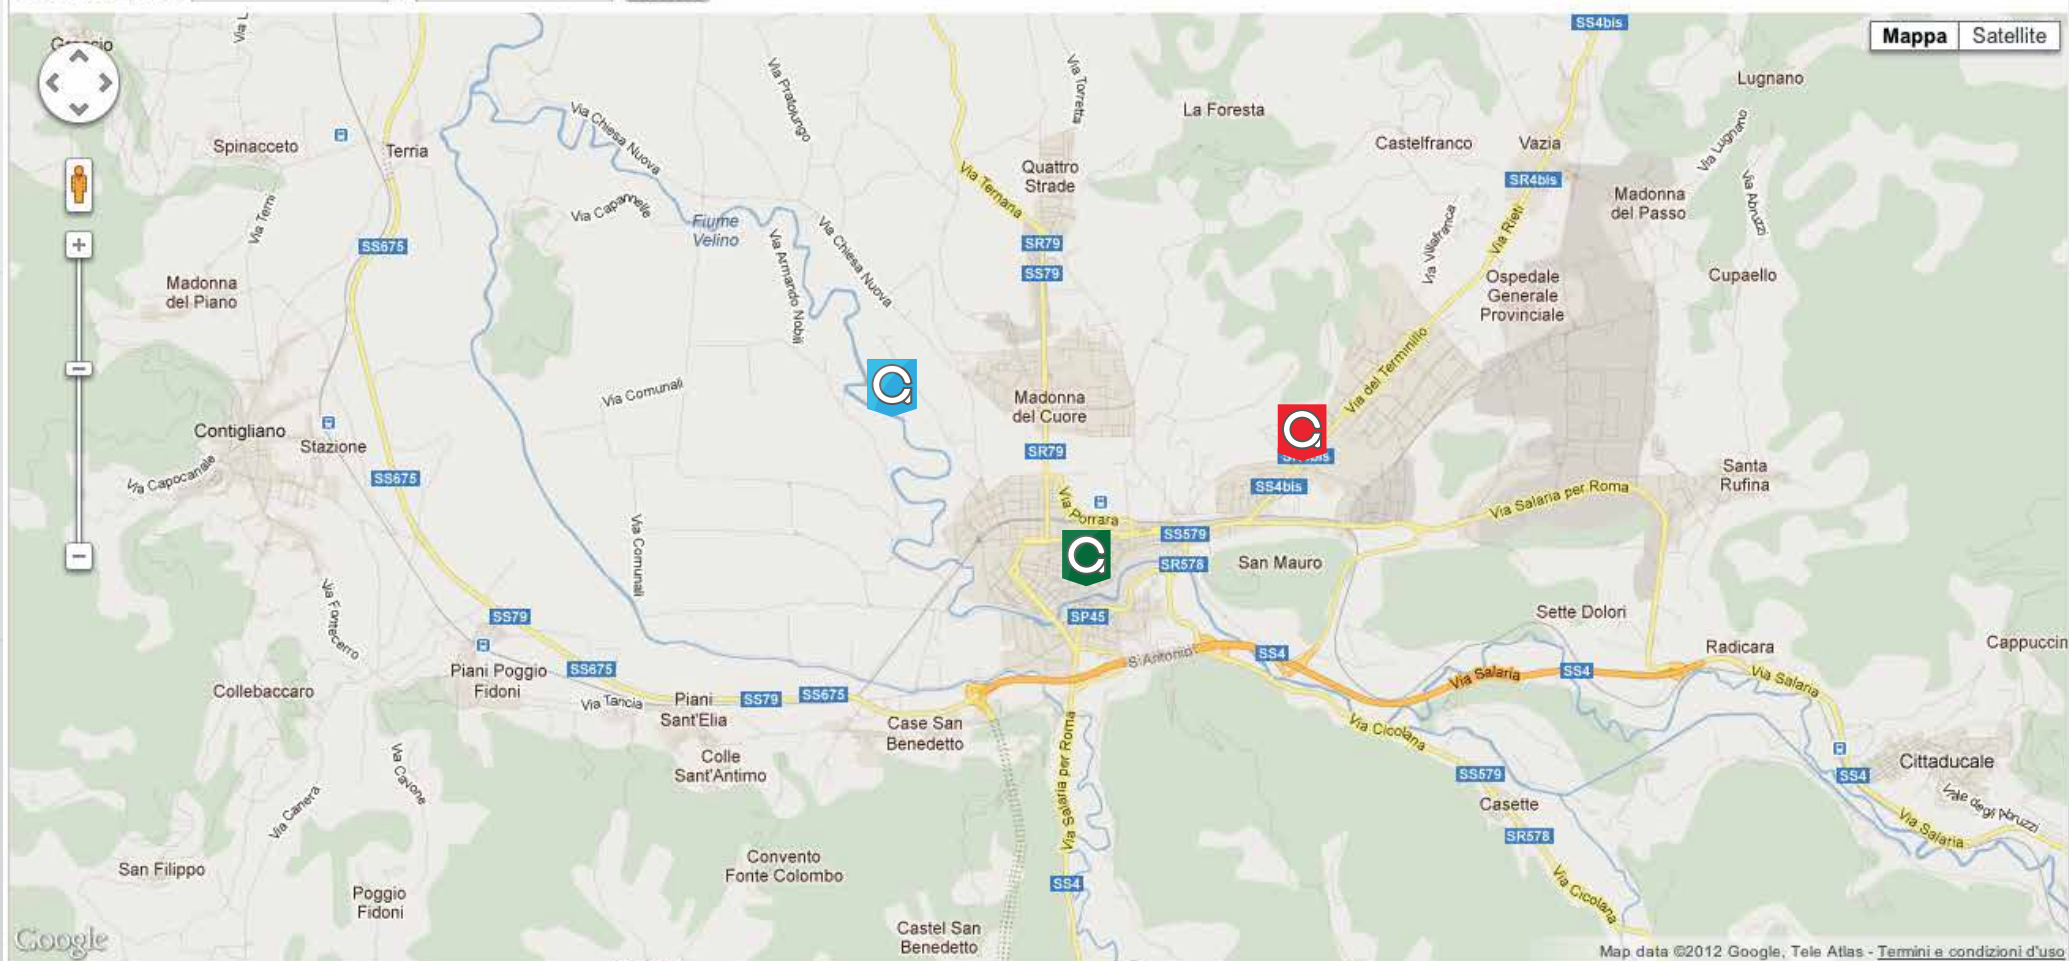 SS4bis
Mappa
Satellite
Via L
Lugnano
Via Pratolungo
Via Torretta
La Foresta
Via Chiesa Nuova
Castelfranco
Vazia
Via Lugnano
Spinacceto
Terria
Quattro
Strade
Via Ternana
SR4bis
Madonna
del Passo
Via Abruzzi
Via Terni
Via Capannelle
Fiume
Velino
Via Chiesa Nuova
Via Armando Nobili
Via Villafranca
Via Rieti
SS675
SR79
SS79
Madonna
del Piano
Ospedale
Generale
Provinciale
Cupaello
Via del Terminillo
Via Comunali
Madonna
del Cuore
Contigliano
Stazione
SR79
Via Capocanale
SS675
SS4bis
Santa
Rufina
Via Salaria per Roma
Via Porrara
Via Comunali
SS579
SR578
San Mauro
Via Fontecerro
SS79
SP45
Sette Dolori
Radicara
Cappuccin
S Antonio
SS4
Via Salaria
SS4
Via Salaria
Piani Poggio
Fidoni
SS675
Collebaccaro
Via Tancia
Piani
Sant'Elia
SS79
SS675
Case San
Benedetto
Via Salaria per Roma
Via Cicolana
Colle
Sant'Antimo
Via Cavone
SS579
SS4
Cittaducale
Viale degli Abruzzi
Via Canera
Casette
SR578
Via Salaria
San Filippo
Convento
Fonte Colombo
SS4
Via Cicolana
Poggio
Fidoni
Castel San
Benedetto
Google
Map data ©2012 Google, Tele Atlas - Termini e condizioni d'uso